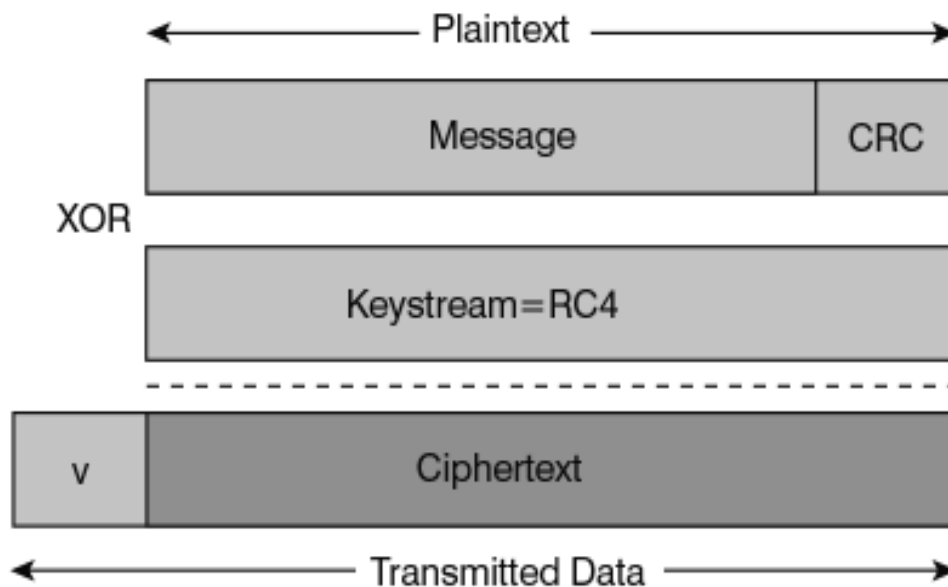 Plaintext
Message CRC
XOR
Keystream=RC4
v Ciphertext
Transmitted Data